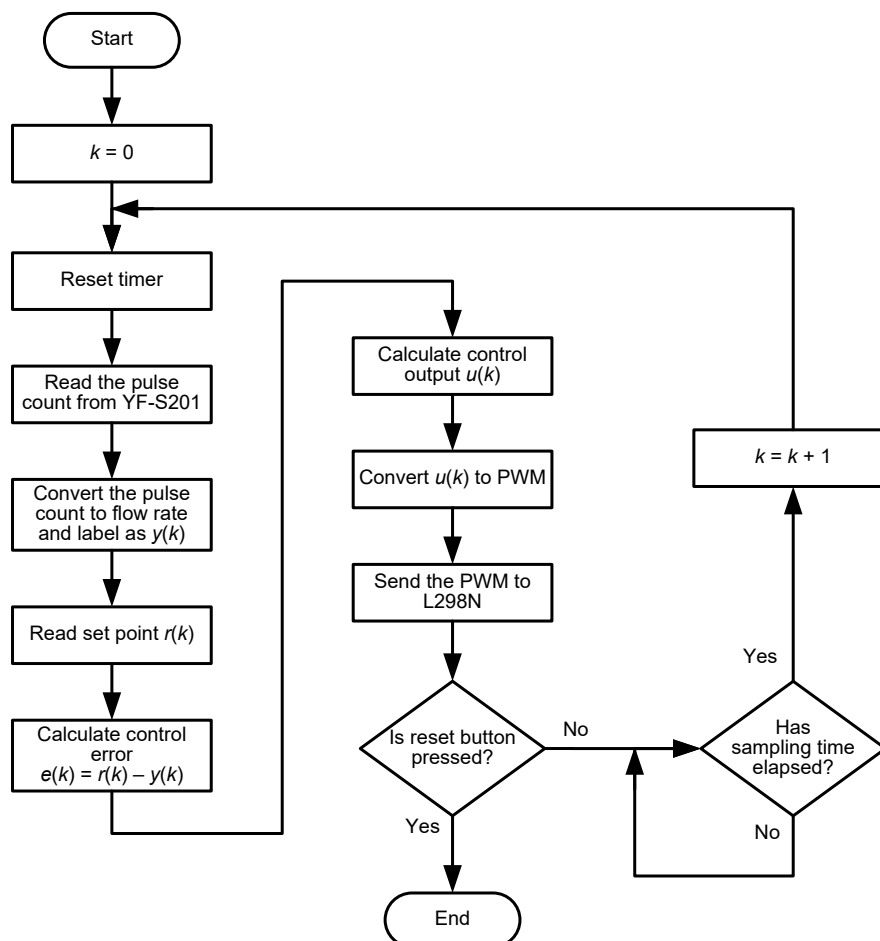 Start
k = 0
Reset timer
Read the pulse
count from YF-S201
Convert the pulse
count to flow rate
and label as y(k)
Read set point r(k)
Calculate control
error
e(k) = r(k) – y(k)
Calculate control
output u(k)
Convert u(k) to PWM
Send the PWM to
L298N
Is reset button
pressed?
No
Yes
End
Has
sampling time
elapsed?
Yes
No
k = k + 1